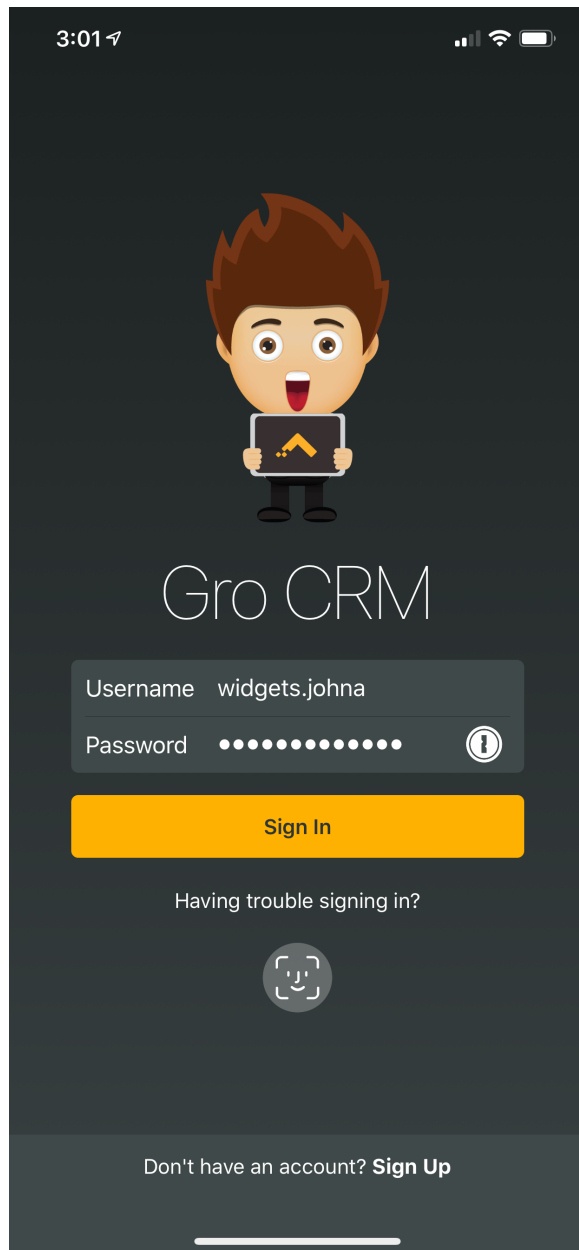 3:01
Gro CRM
Username widgets.johna
Password •••••••••••••
Sign In
Having trouble signing in?
Don't have an account? Sign Up